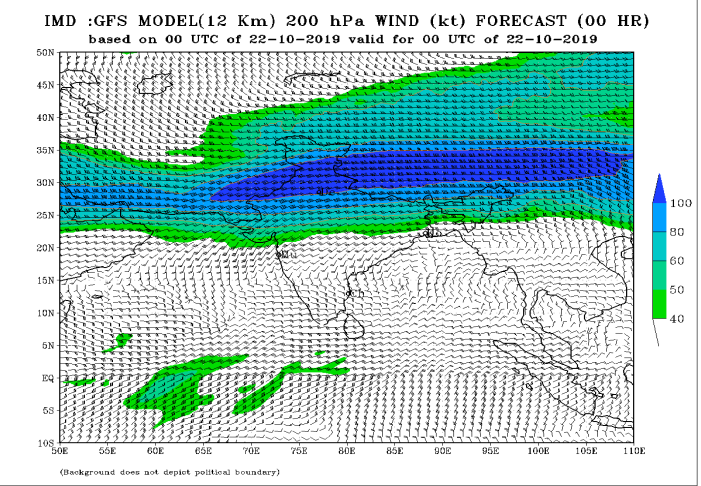 IMD :GFS MODEL(12 Km) 200 hPa WIND (kt) FORECAST (00 HR)
based on 00 UTC of 22-10-2019 valid for 00 UTC of 22-10-2019
50N
45N
40N
35N
30N
25N
20N
15N
10N
5N
EQ
5S
10S
50E 55E 60E 65E 70E 75E 80E 85E 90E 95E 100E 105E 110E
100
80
60
50
40
Mu
(Background does not depict political boundary)